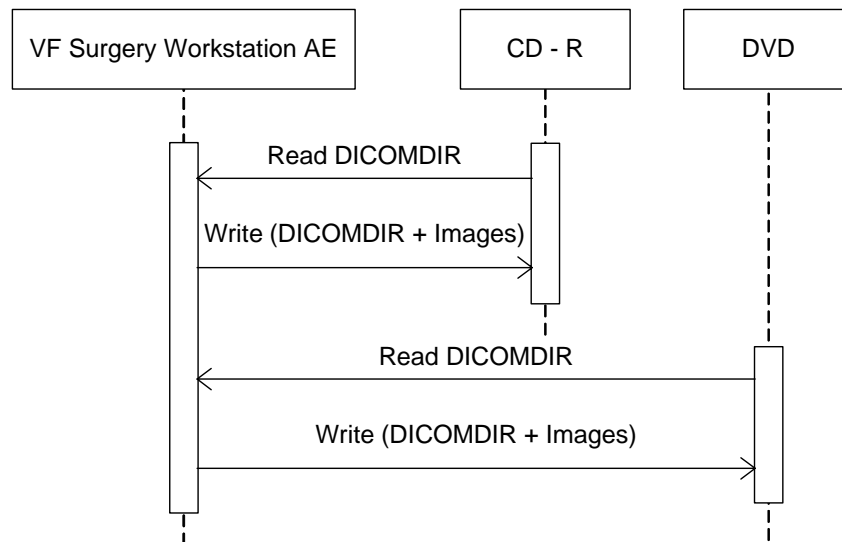 VF Surgery Workstation AE
CD - R
DVD
Read DICOMDIR
Write (DICOMDIR + Images)
Read DICOMDIR
Write (DICOMDIR + Images)